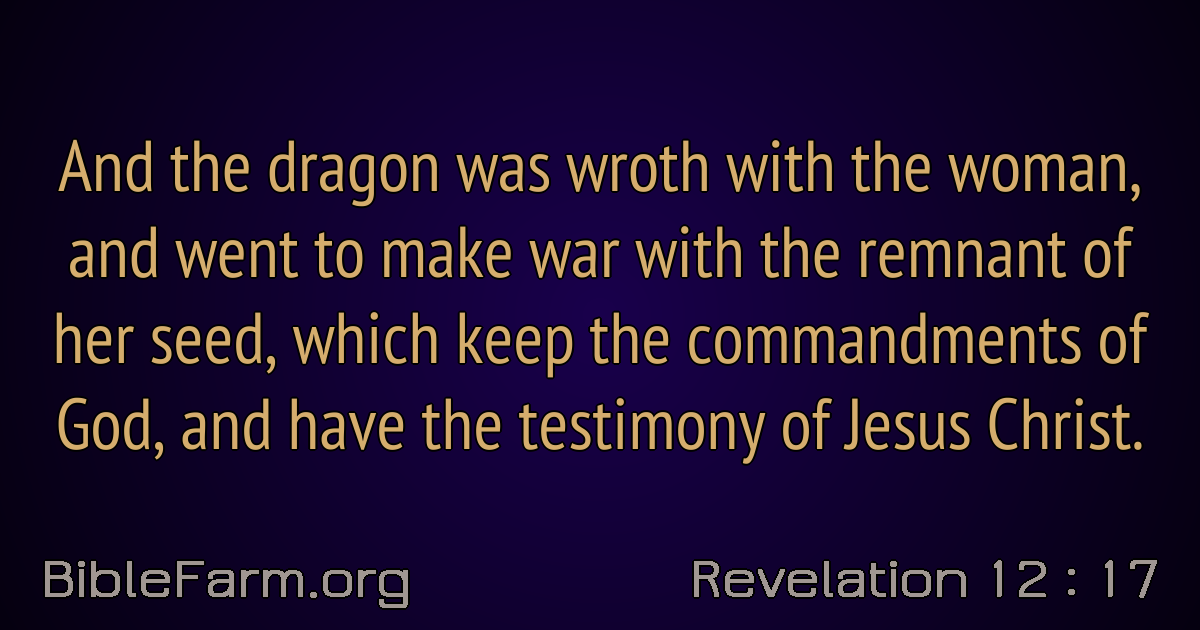 And the dragon was wroth with the woman,
and went to make war with the remnant of
her seed, which keep the commandments of
God, and have the testimony of Jesus Christ.
BibleFarm.org
Revelation 12 : 17